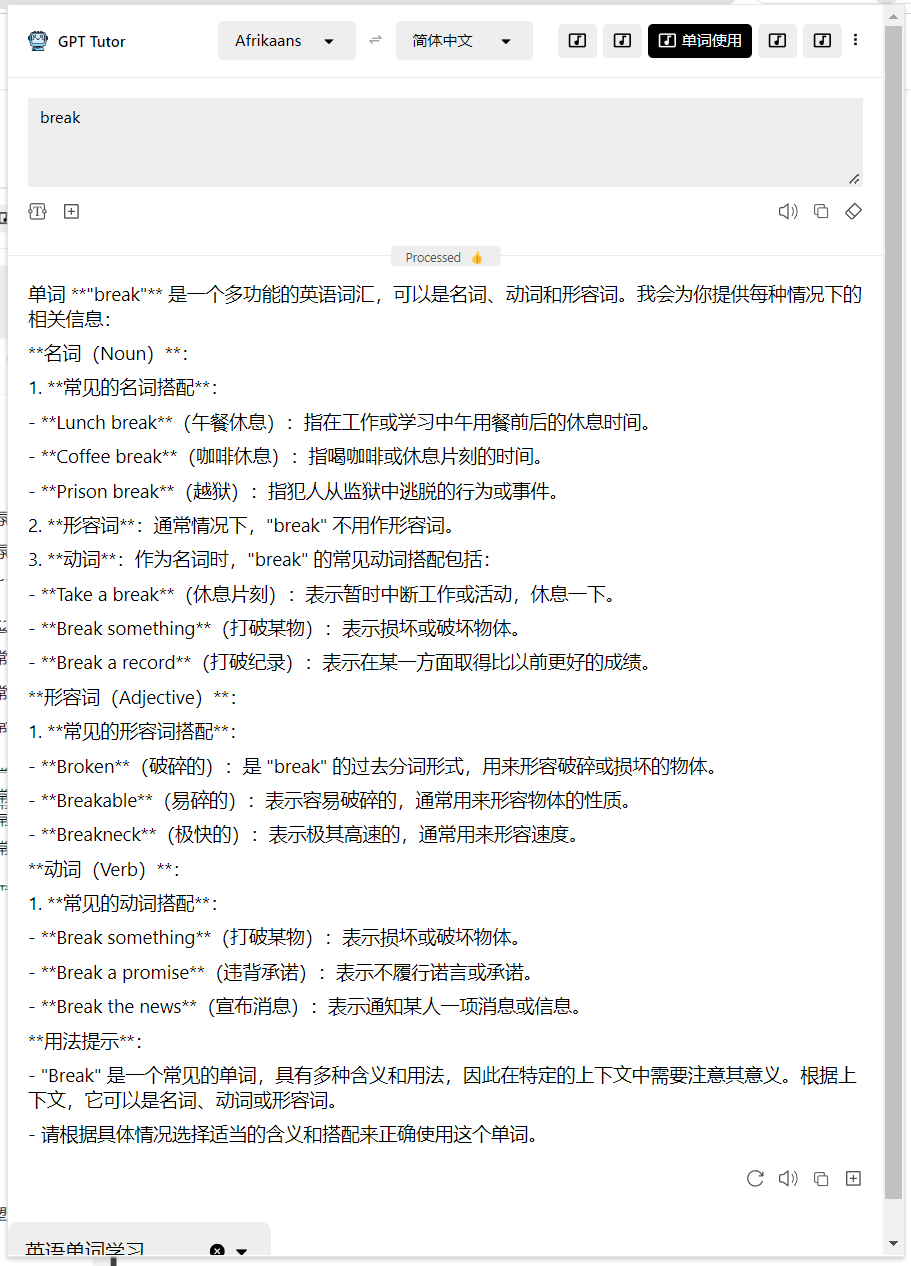 GPT Tutor
Afrikaans
简体中文
单词使用
break
Processed 👍
单词 **"break"** 是一个多功能的英语词汇，可以是名词、动词和形容词。我会为你提供每种情况下的
相关信息：
**名词（Noun）**：
1. **常见的名词搭配**：
- **Lunch break**（午餐休息）：指在工作或学习中午用餐前后的休息时间。
- **Coffee break**（咖啡休息）：指喝咖啡或休息片刻的时间。
- **Prison break**（越狱）：指犯人从监狱中逃脱的行为或事件。
2. **形容词**：通常情况下，"break" 不用作形容词。
3. **动词**：作为名词时，"break" 的常见动词搭配包括：
- **Take a break**（休息片刻）：表示暂时中断工作或活动，休息一下。
- **Break something**（打破某物）：表示损坏或破坏物体。
- **Break a record**（打破纪录）：表示在某一方面取得比以前更好的成绩。
**形容词（Adjective）**：
1. **常见的形容词搭配**：
- **Broken**（破碎的）：是 "break" 的过去分词形式，用来形容破碎或损坏的物体。
- **Breakable**（易碎的）：表示容易破碎的，通常用来形容物体的性质。
- **Breakneck**（极快的）：表示极其高速的，通常用来形容速度。
**动词（Verb）**：
1. **常见的动词搭配**：
- **Break something**（打破某物）：表示损坏或破坏物体。
- **Break a promise**（违背承诺）：表示不履行诺言或承诺。
- **Break the news**（宣布消息）：表示通知某人一项消息或信息。
**用法提示**：
- "Break" 是一个常见的单词，具有多种含义和用法，因此在特定的上下文中需要注意其意义。根据上
下文，它可以是名词、动词或形容词。
- 请根据具体情况选择适当的含义和搭配来正确使用这个单词。
英语单词学习